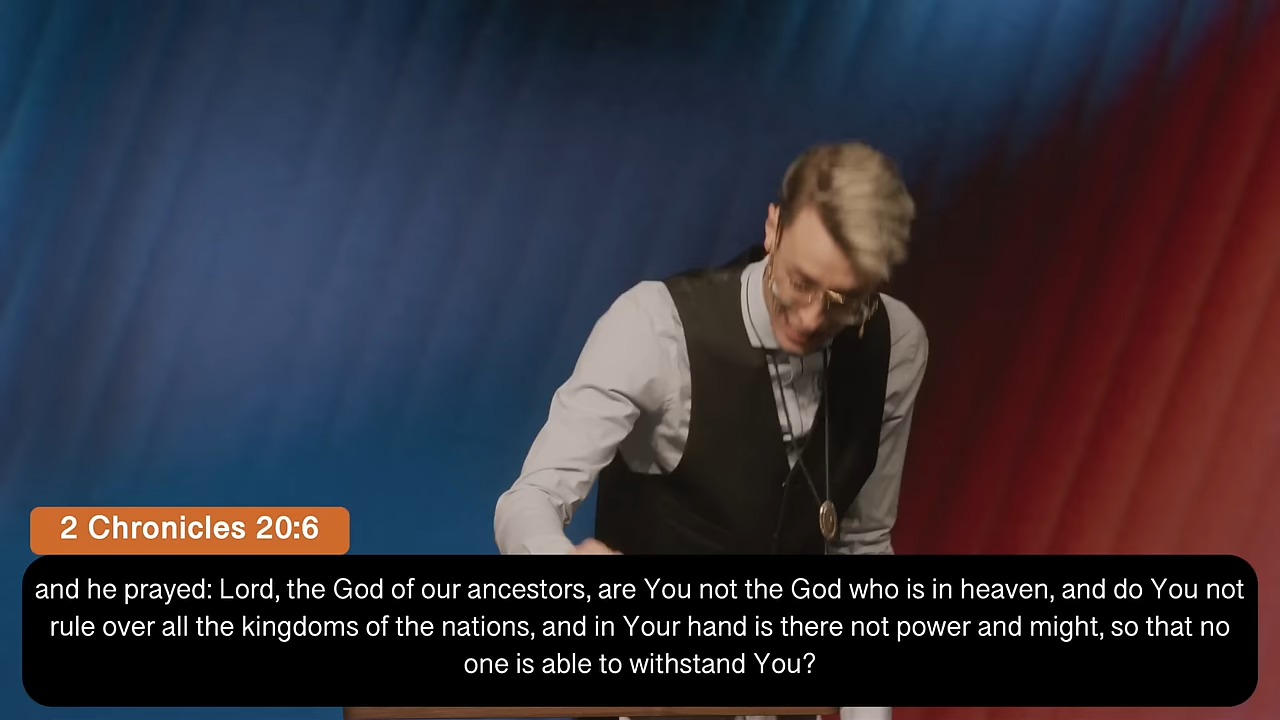 2 Chronicles 20:6
and he prayed: Lord, the God of our ancestors, are You not the God who is in heaven, and do You not
rule over all the kingdoms of the nations, and in Your hand is there not power and might, so that no
one is able to withstand You?